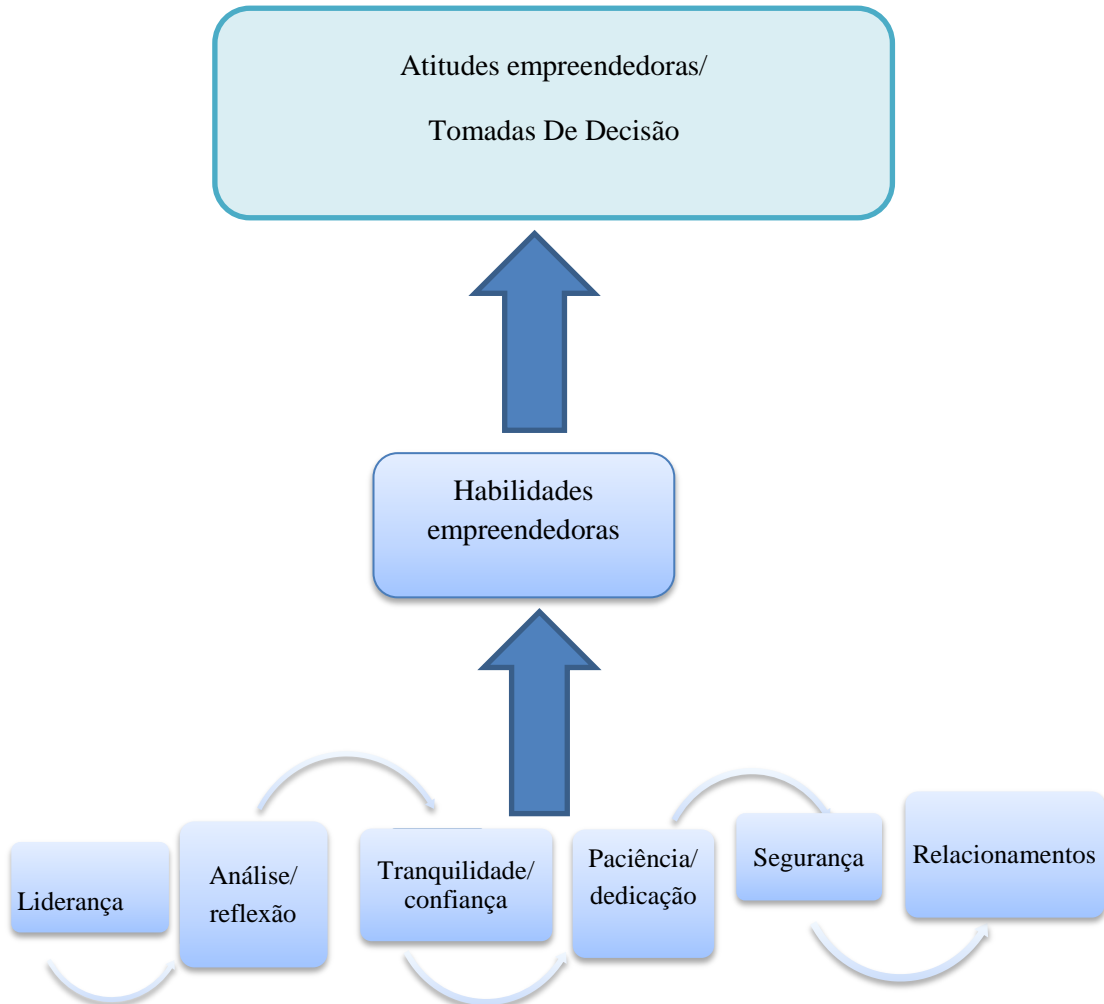 Atitudes empreendedoras/
Tomadas De Decisão
Habilidades
empreendedoras
Liderança
Análise/
reflexão
Tranquilidade/
confiança
Paciência/
dedicação
Segurança
Relacionamentos